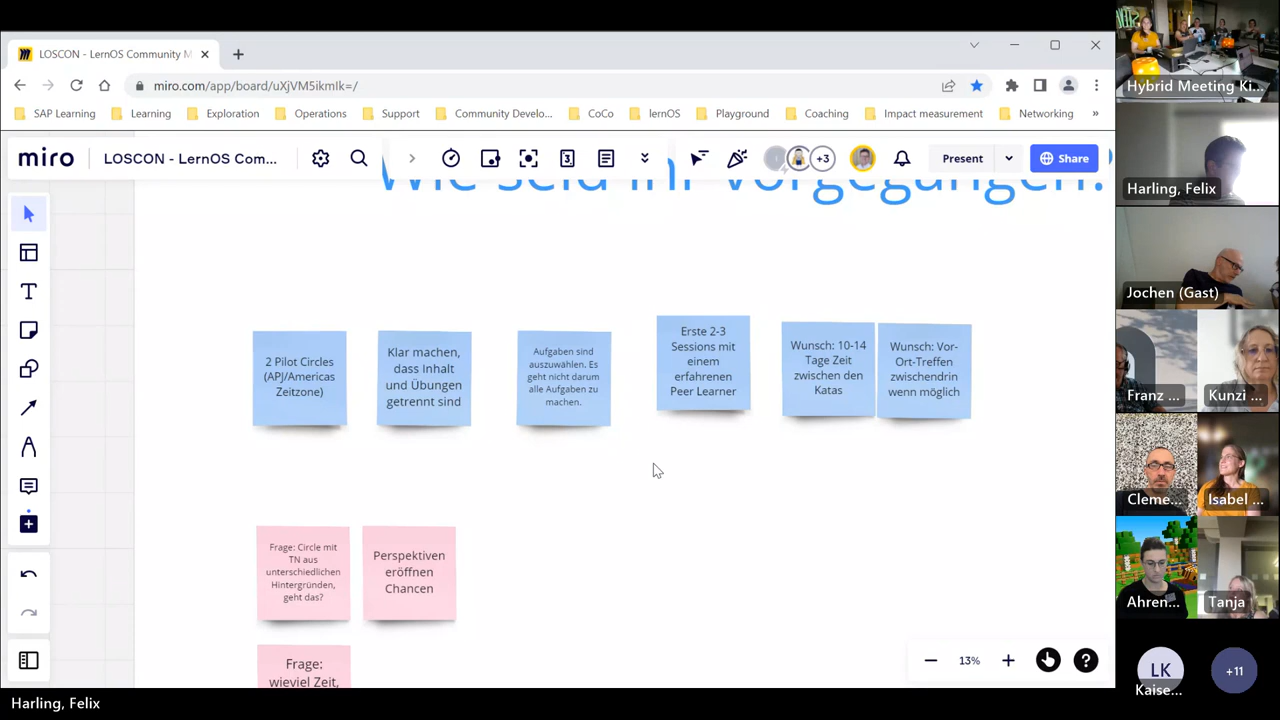 LOSCON - LernOS Community M
miro.com/app/board/uXjVM5ikmIk=/
SAP Learning
Learning
Exploration
Operations
Support
Community Develo...
CoCo
lernOS
Playground
Coaching
Impact measurement
Networking
»
miro
LOSCON - LernOS Com...
3
+3
Present
Share
Wie seid ihr vorgegangen?
2 Pilot Circles
(APJ/Americas
Zeitzone)
Klar machen,
dass Inhalt
und Übungen
getrennt sind
Aufgaben sind
auszuwählen. Es
geht nicht darum
alle Aufgaben zu
machen.
Erste 2-3
Sessions mit
einem
erfahrenen
Peer Learner
Wunsch: 10-14
Tage Zeit
zwischen den
Katas
Wunsch: Vor-
Ort-Treffen
zwischendrin
wenn möglich
Frage: Circle mit
TN aus
unterschiedlichen
Hintergründen,
geht das?
Perspektiven
eröffnen
Chancen
Frage:
wieviel Zeit,
13%
Hybrid Meeting Ki...
Harling, Felix
Jochen (Gast)
Franz ...
Kunzi ...
Cleme...
Isabel ...
Ahren...
Tanja
LK
Kaise...
+11
Harling, Felix